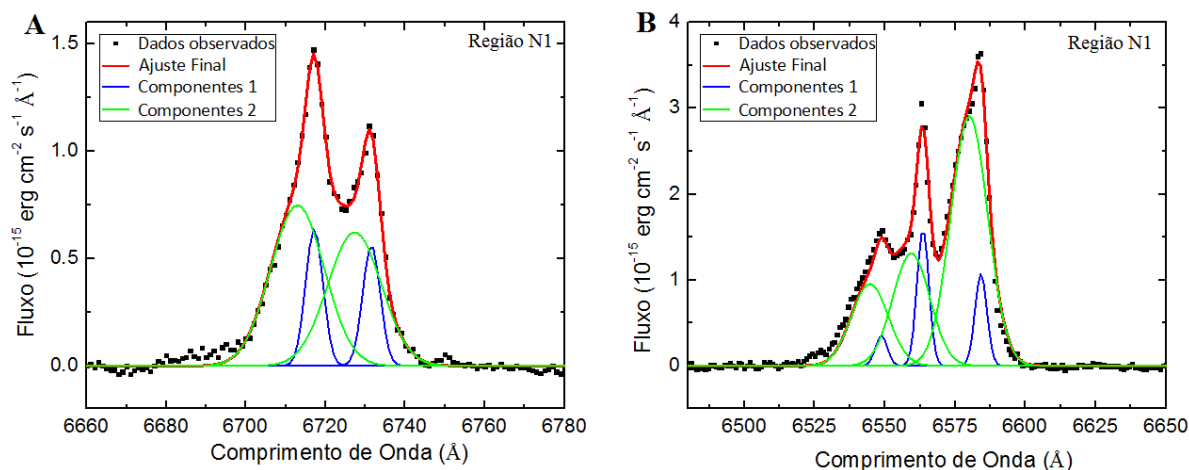 A
Dados observados
Ajuste Final
Componentes 1
Componentes 2
Região N1
1.5
1.0
0.5
0.0
Fluxo (10⁻¹⁵ erg cm⁻² s⁻¹ Å⁻¹)
6660 6680 6700 6720 6740 6760 6780
Comprimento de Onda (Å)
B
Dados observados
Ajuste Final
Componentes 1
Componentes 2
Região N1
4
3
2
1
0
Fluxo (10⁻¹⁵ erg cm⁻² s⁻¹ Å⁻¹)
6500 6525 6550 6575 6600 6625 6650
Comprimento de Onda (Å)